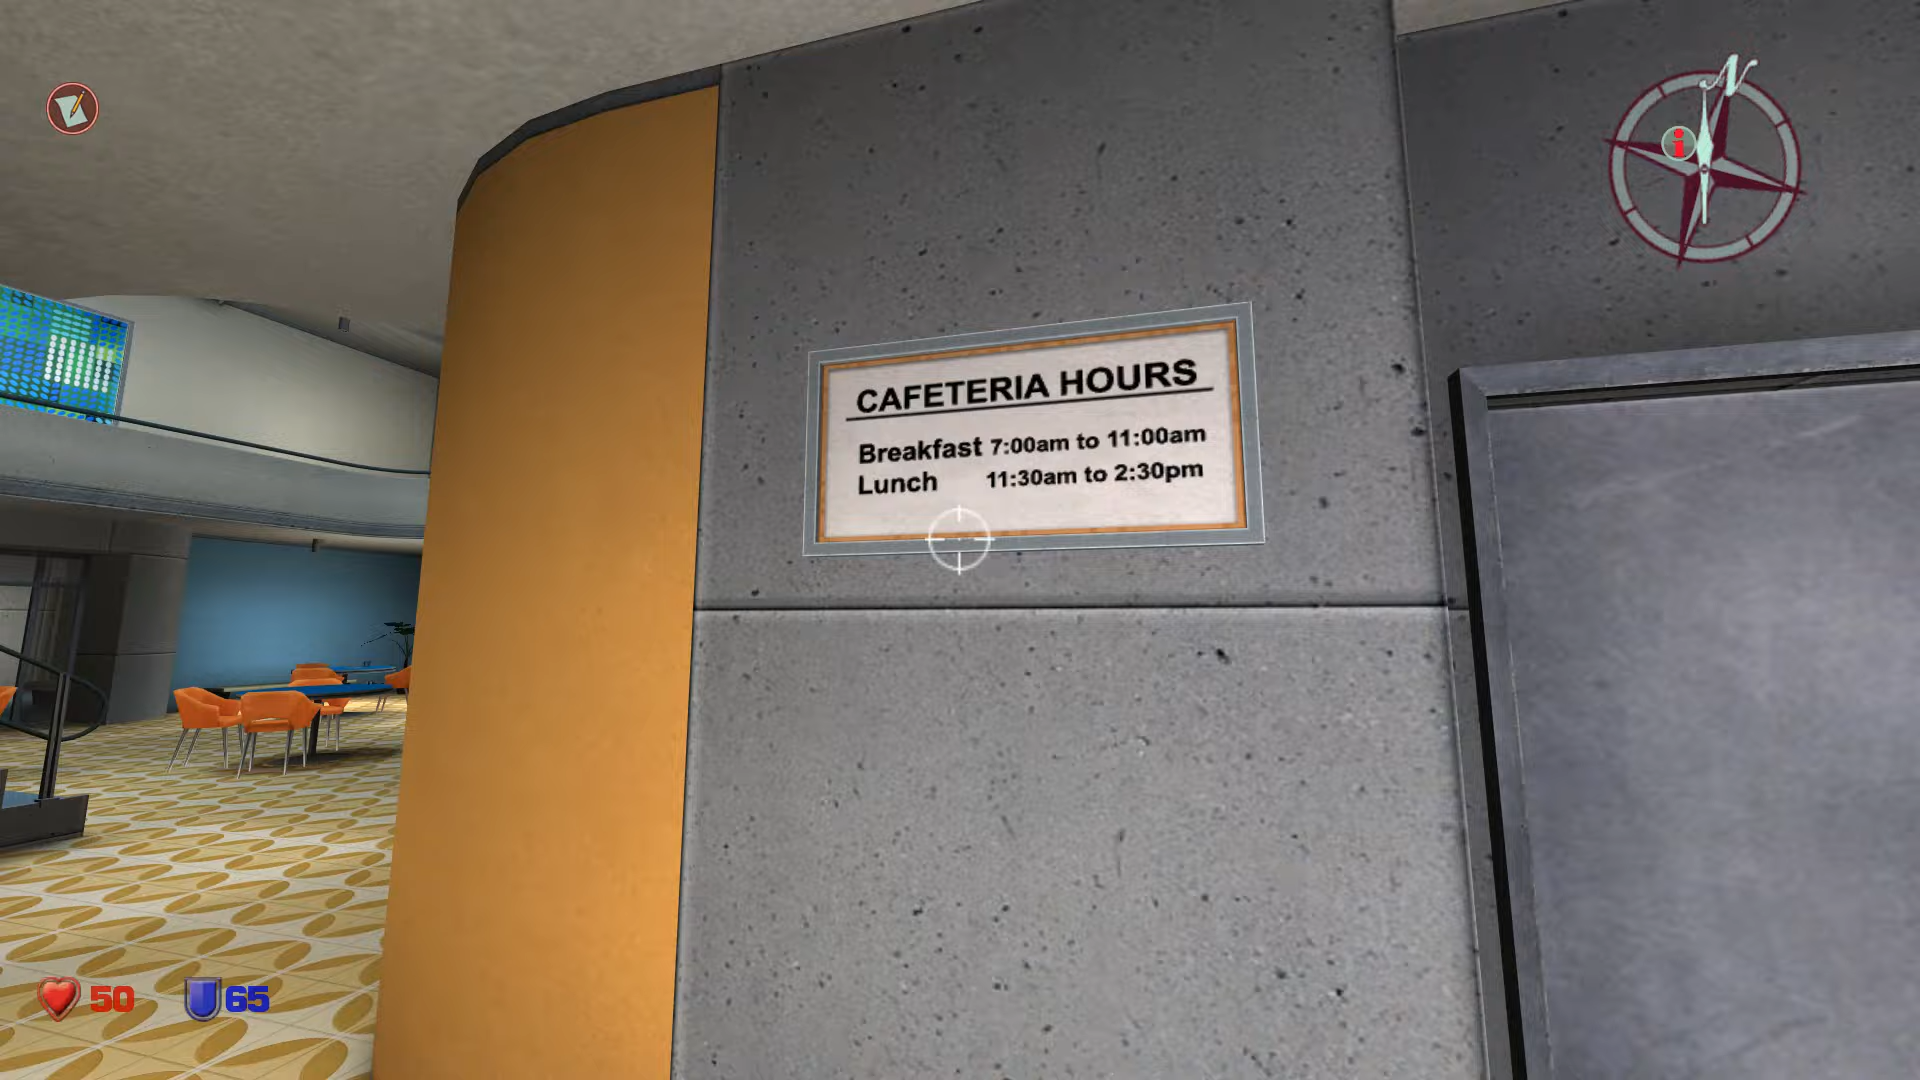 N
CAFETERIA HOURS
Breakfast 7:00am to 11:00am
Lunch 11:30am to 2:30pm
50
65